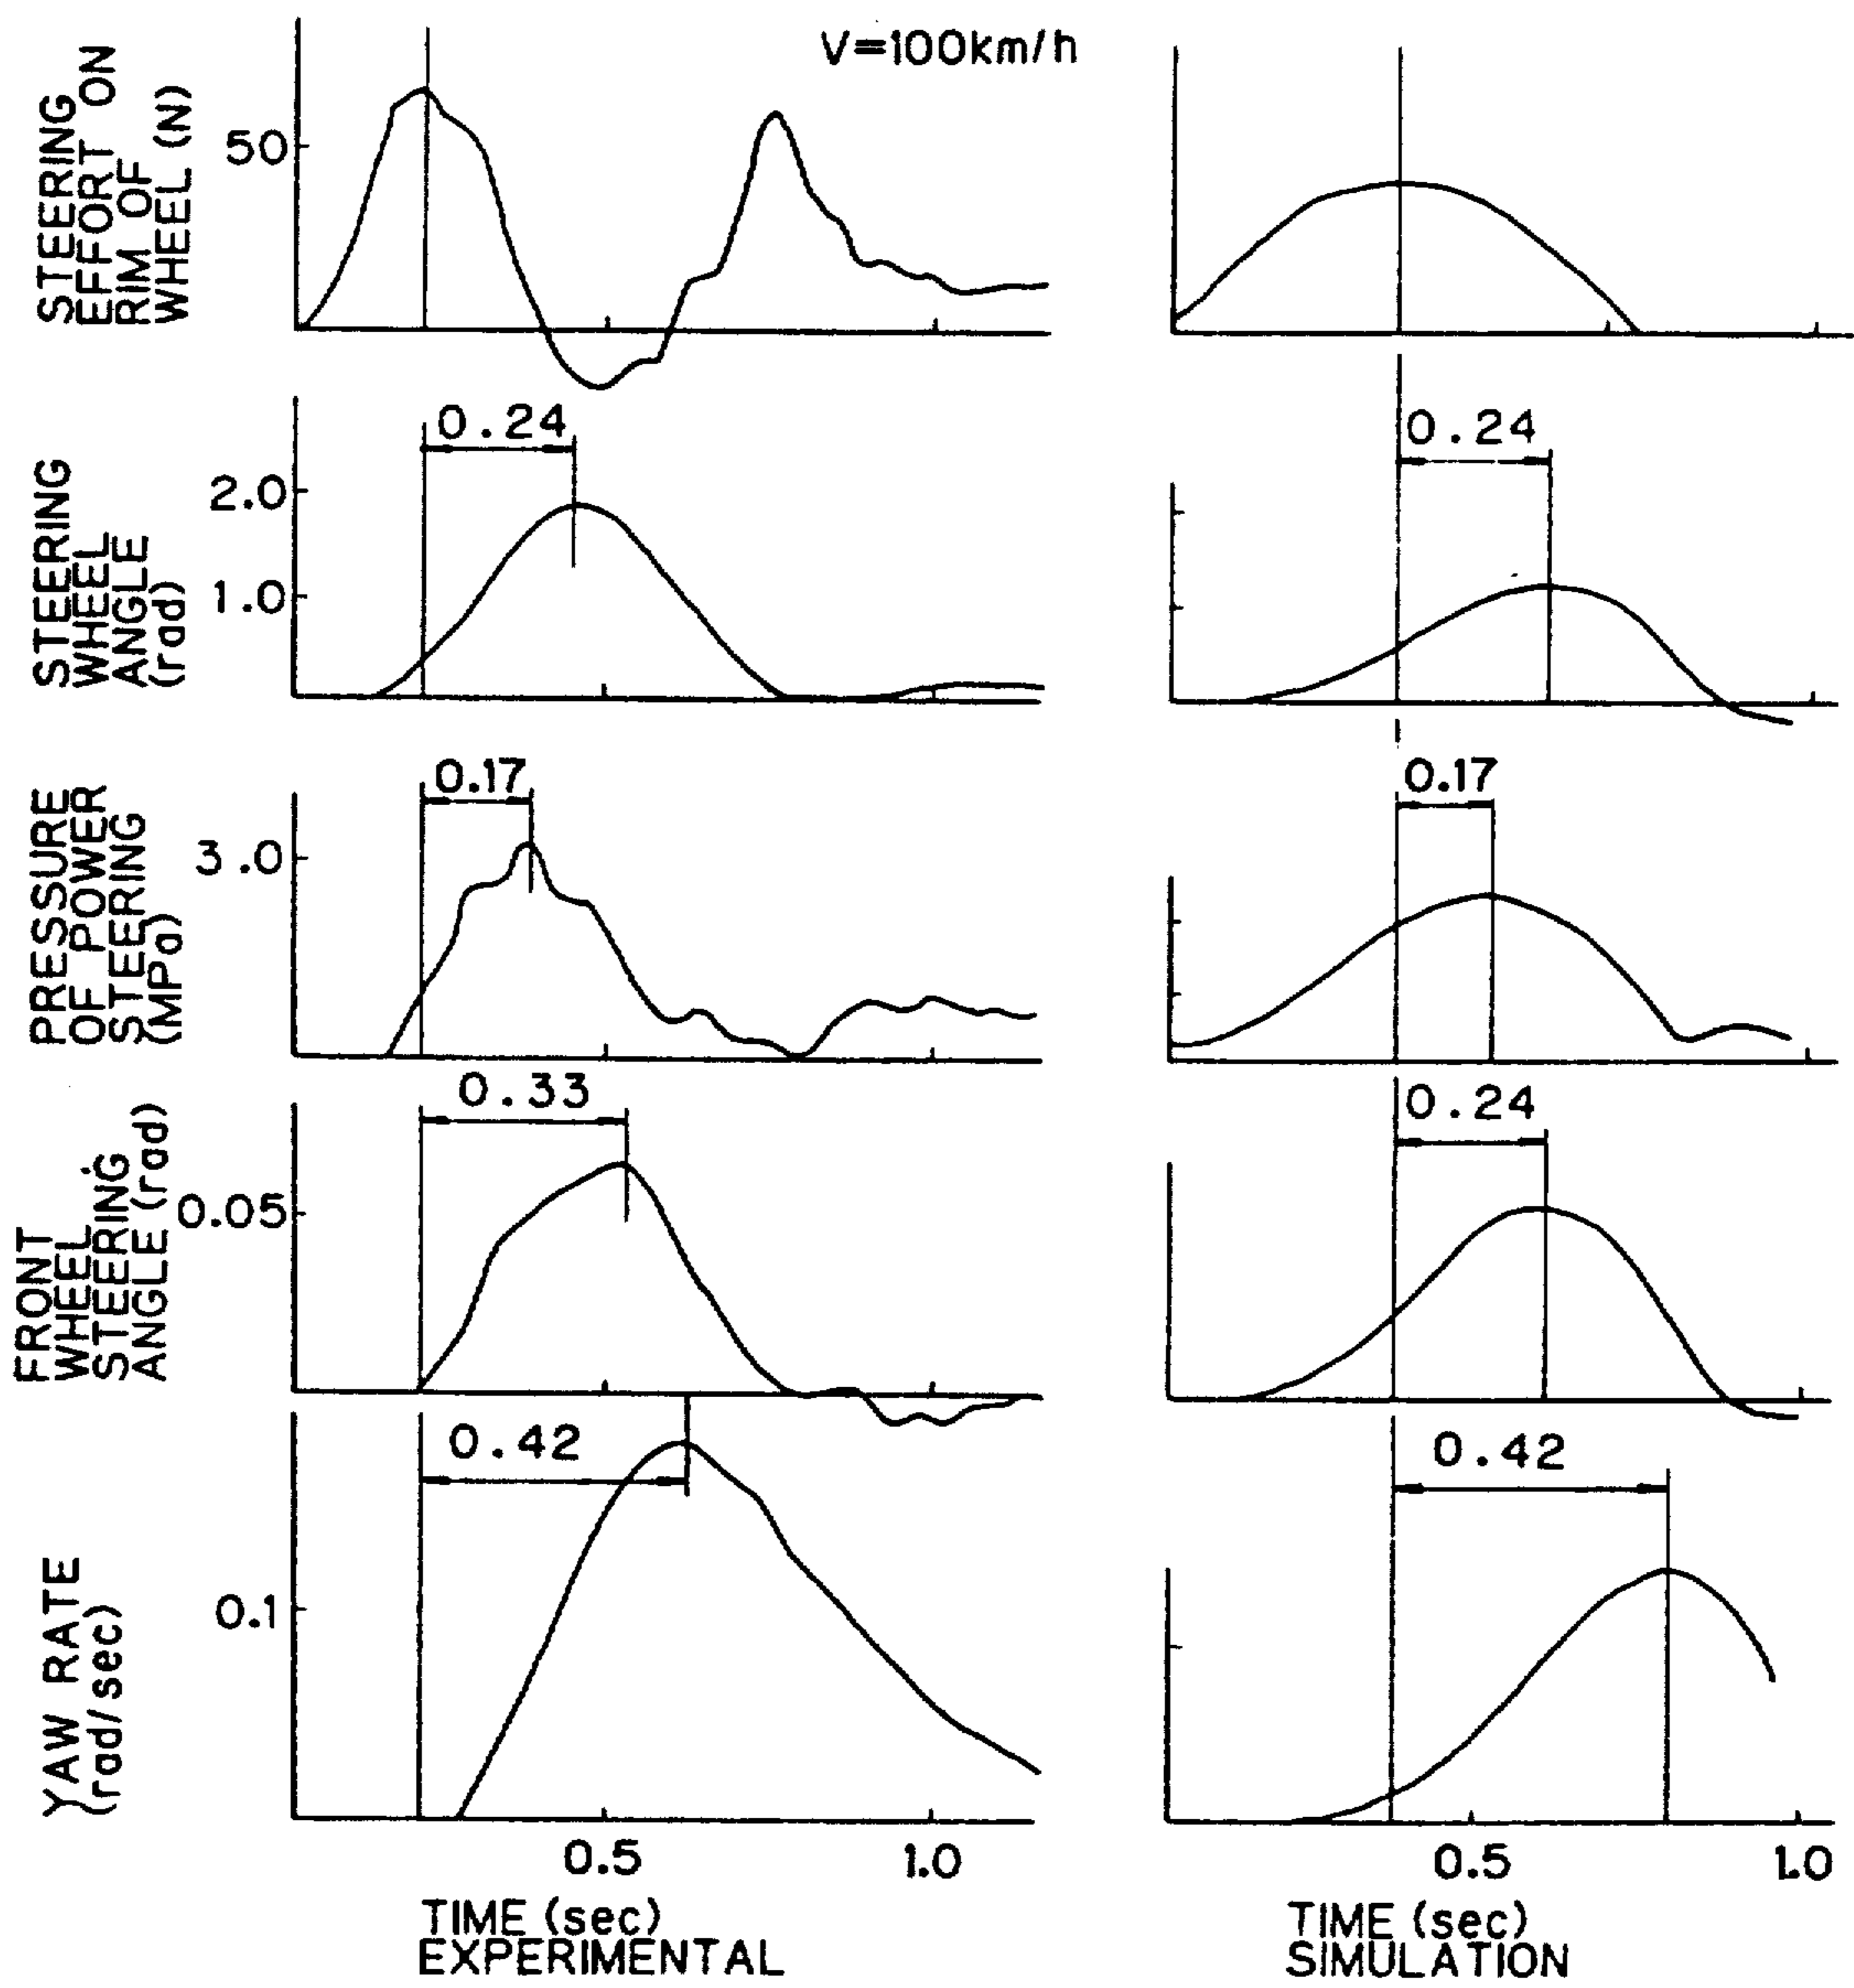 V=100km/h
STEERING
EFFORT ON
RIM OF
WHEEL (N)
50
STEERING
WHEEL
ANGLE
(rad)
2.0
1.0
0.24
0.24
PRESSURE
OF POWER
STEERING
(MPa)
3.0
0.17
0.17
FRONT
WHEEL
STEERING
ANGLE (rad)
0.05
0.33
0.24
YAW RATE
(rad/sec)
0.1
0.42
0.42
0.5 1.0
TIME (sec)
EXPERIMENTAL
0.5 1.0
TIME (sec)
SIMULATION